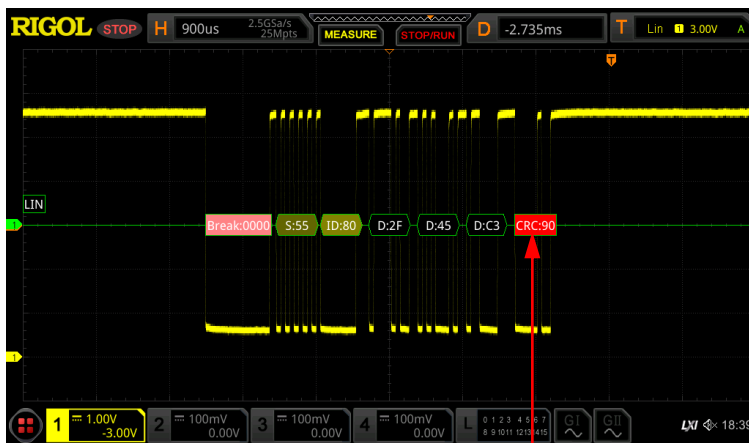 RIGOL STOP H 900us 2.5GSa/s 25Mpts MEASURE STOP/RUN D -2.735ms T Lin 1 3.00V A
T
LIN
1 Break:0000 S:55 ID:80 D:2F D:45 D:C3 CRC:90
1
1 1.00V -3.00V 2 100mV 0.00V 3 100mV 0.00V 4 100mV 0.00V L 0 1 2 3 4 5 6 7 8 9 10 11 12 13 14 15 GI GII LXI 18:39